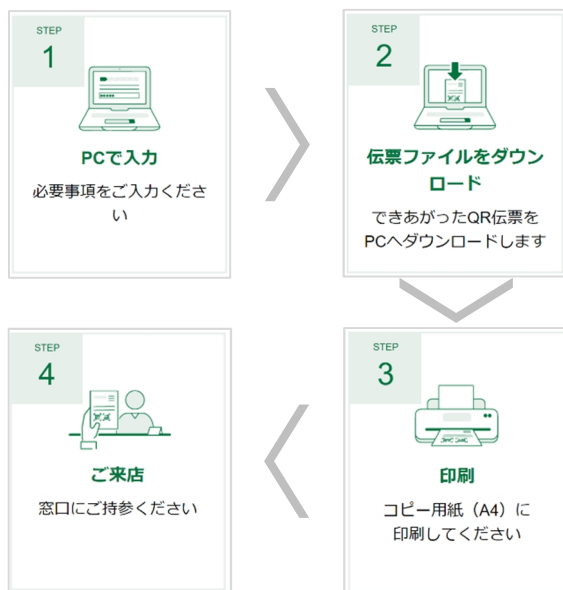 STEP
1
PCで入力
必要事項をご入力くださ
い
STEP
2
伝票ファイルをダウン
ロード
できあがったQR伝票を
PCへダウンロードします
STEP
3
印刷
コピー用紙（A4）に
印刷してください
STEP
4
ご来店
窓口にご持参ください